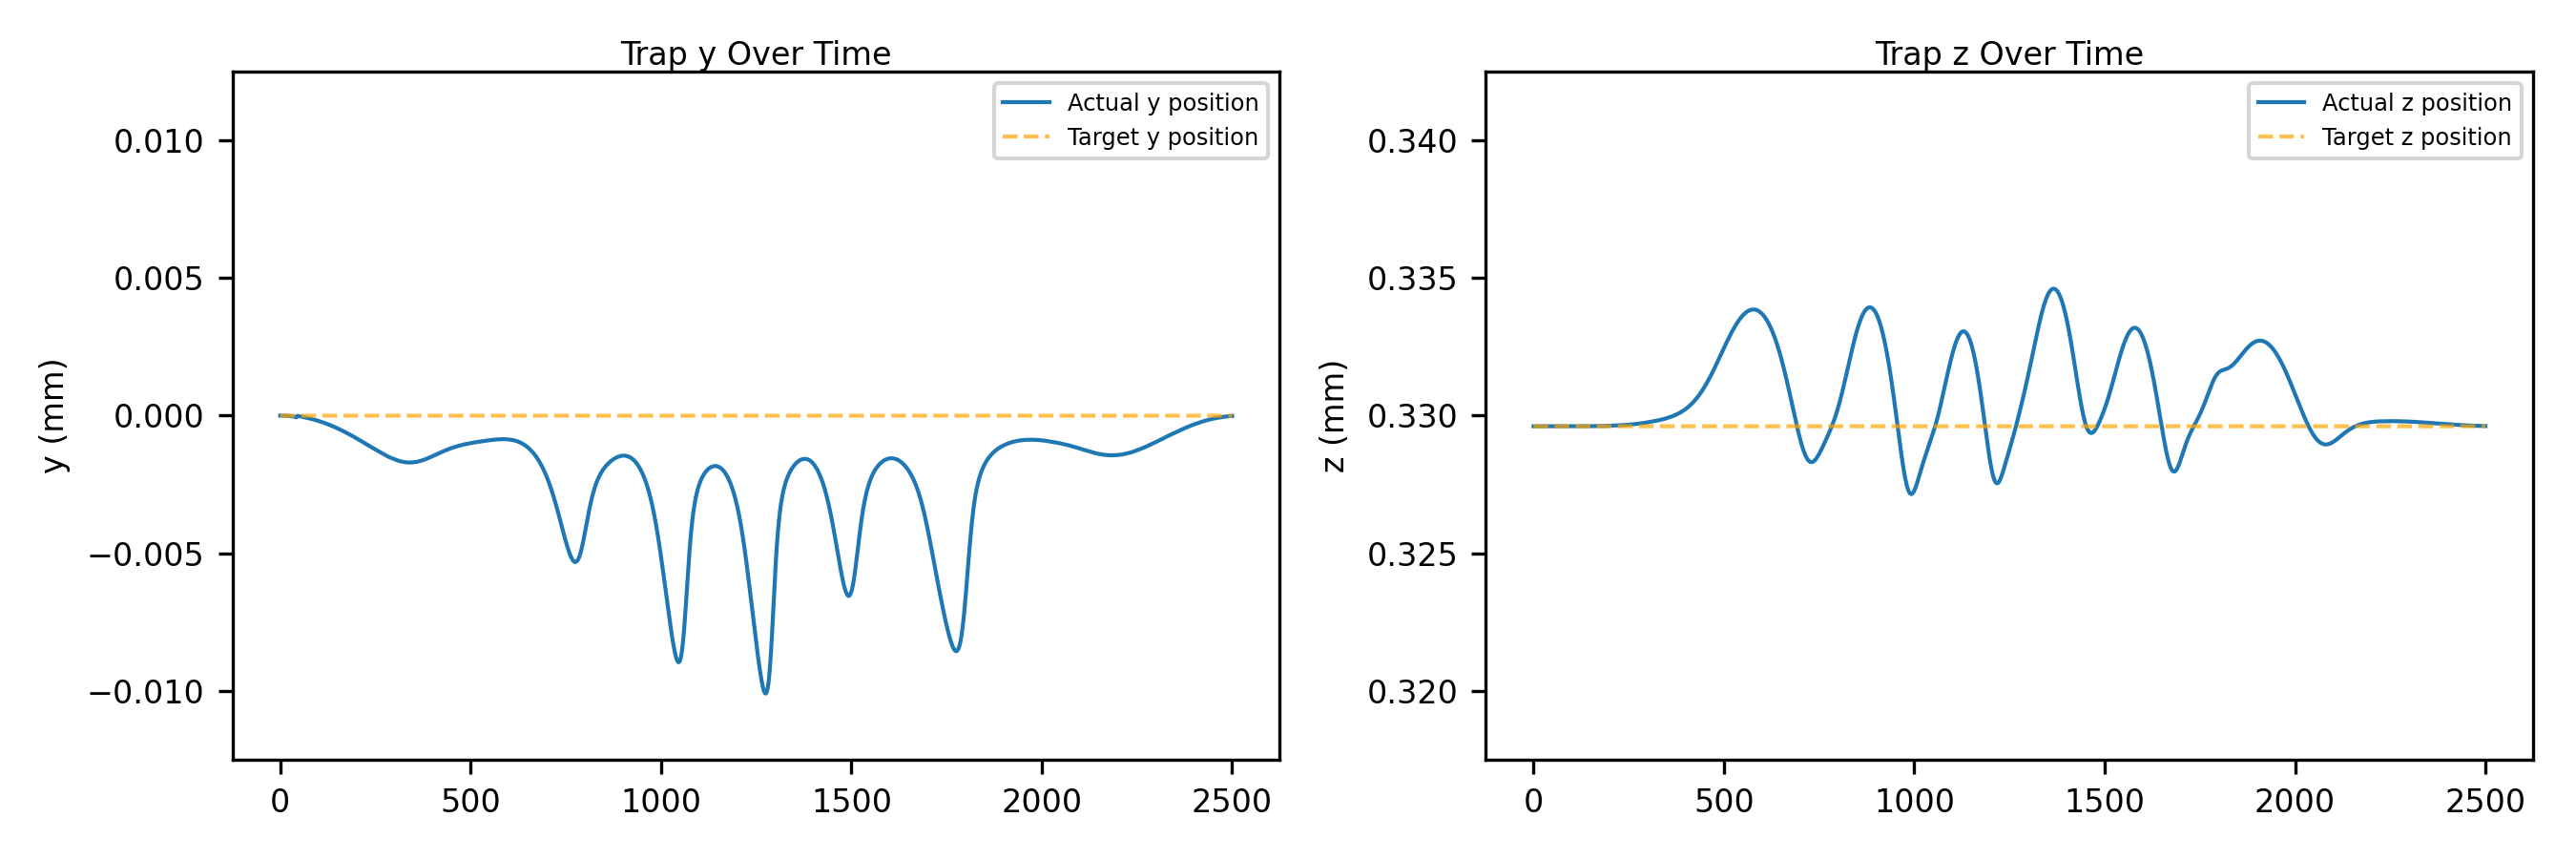 Trap y Over Time
Actual y position
Target y position
0.010
0.005
0.000
−0.005
−0.010
y (mm)
0
500
1000
1500
2000
2500
Trap z Over Time
Actual z position
Target z position
0.340
0.335
0.330
0.325
0.320
z (mm)
0
500
1000
1500
2000
2500